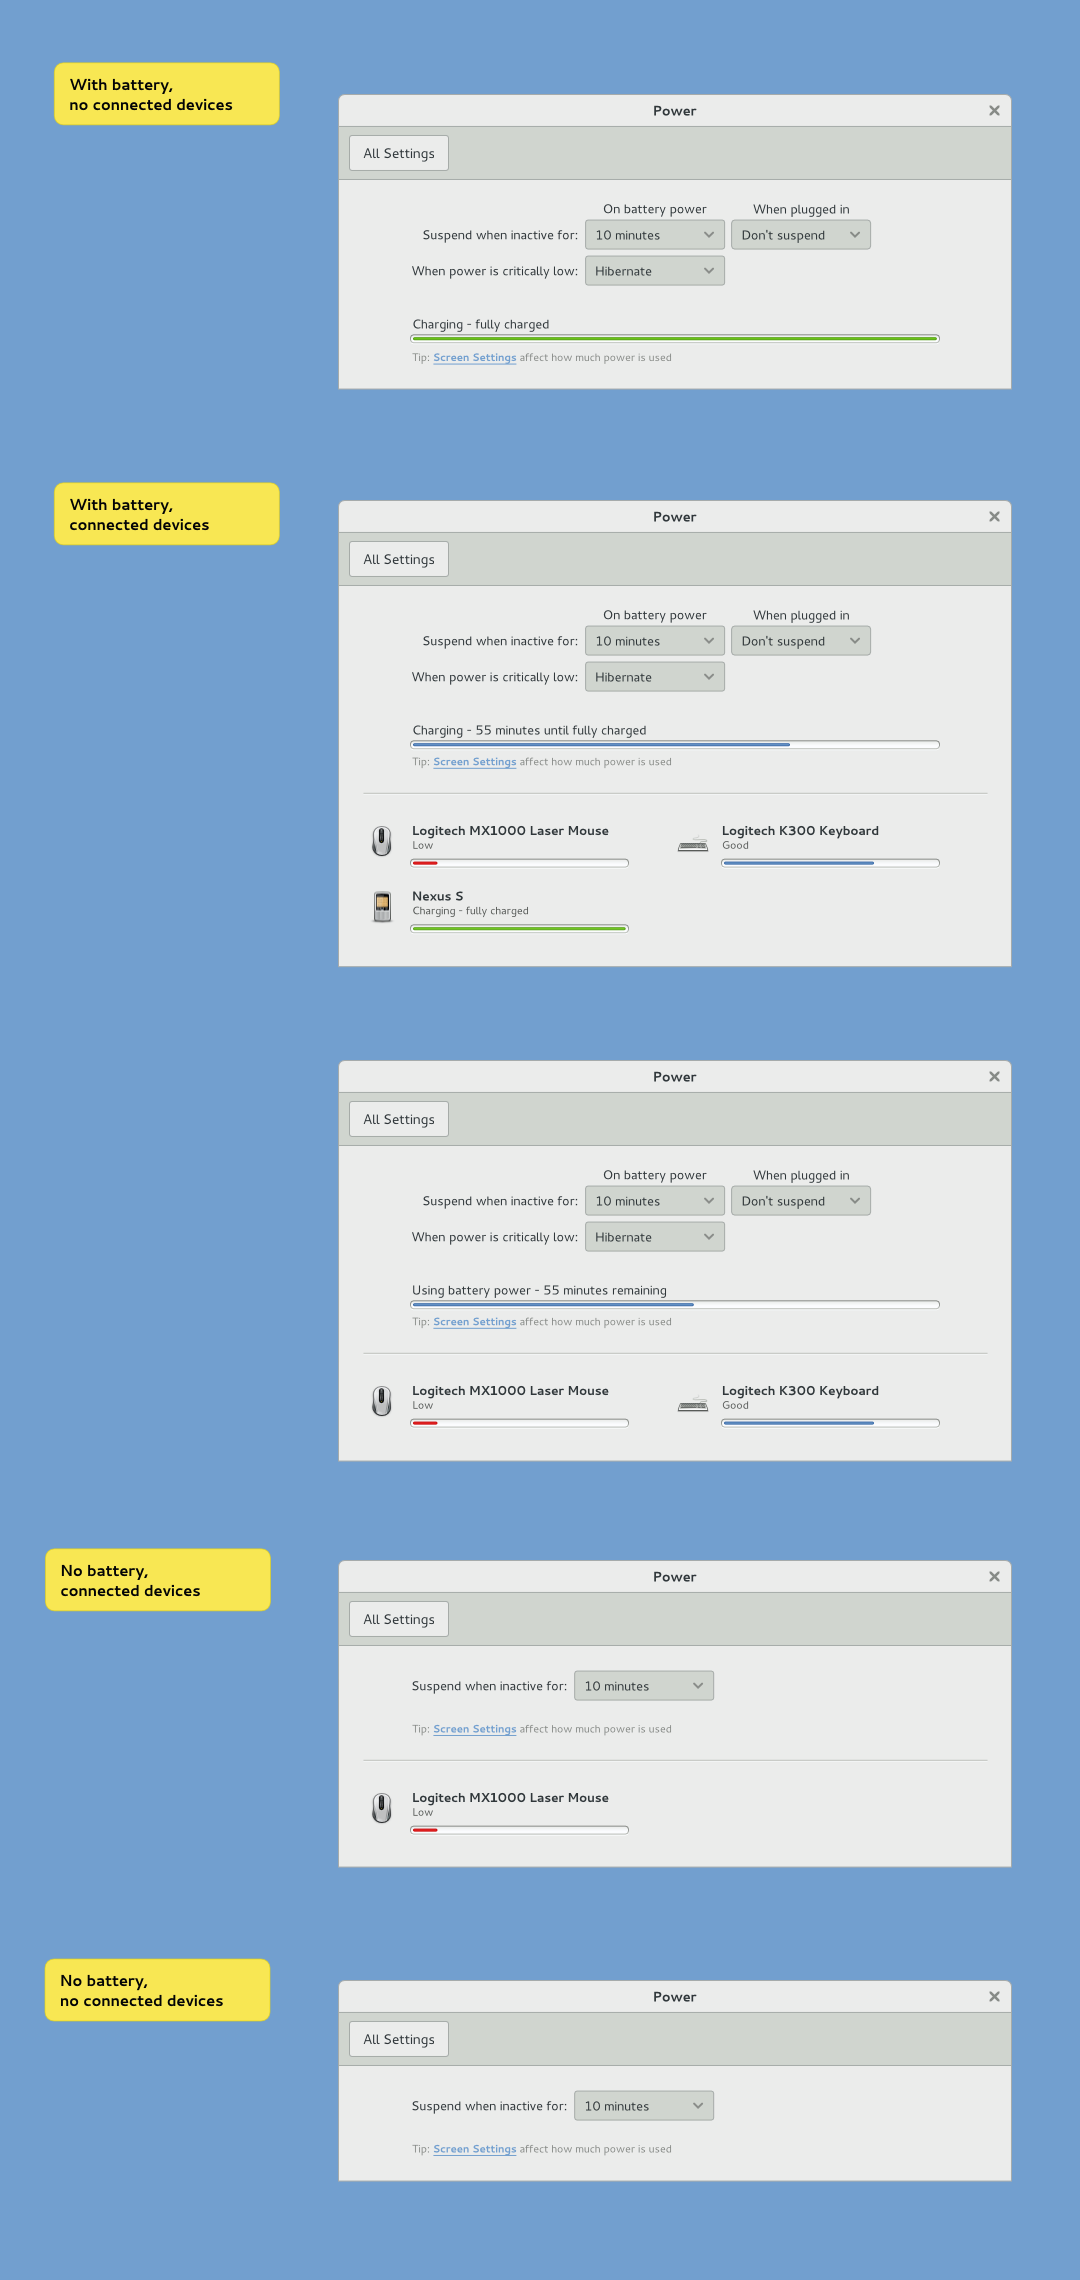 With battery,
no connected devices
Power
All Settings
On battery power When plugged in
Suspend when inactive for: 10 minutes Don't suspend
When power is critically low: Hibernate
Charging - fully charged
Tip: Screen Settings affect how much power is used
With battery,
connected devices
Power
All Settings
On battery power When plugged in
Suspend when inactive for: 10 minutes Don't suspend
When power is critically low: Hibernate
Charging - 55 minutes until fully charged
Tip: Screen Settings affect how much power is used
Logitech MX1000 Laser Mouse Logitech K300 Keyboard
Low Good
Nexus S
Charging - fully charged
Power
All Settings
On battery power When plugged in
Suspend when inactive for: 10 minutes Don't suspend
When power is critically low: Hibernate
Using battery power - 55 minutes remaining
Tip: Screen Settings affect how much power is used
Logitech MX1000 Laser Mouse Logitech K300 Keyboard
Low Good
No battery,
connected devices
Power
All Settings
Suspend when inactive for: 10 minutes
Tip: Screen Settings affect how much power is used
Logitech MX1000 Laser Mouse
Low
No battery,
no connected devices
Power
All Settings
Suspend when inactive for: 10 minutes
Tip: Screen Settings affect how much power is used